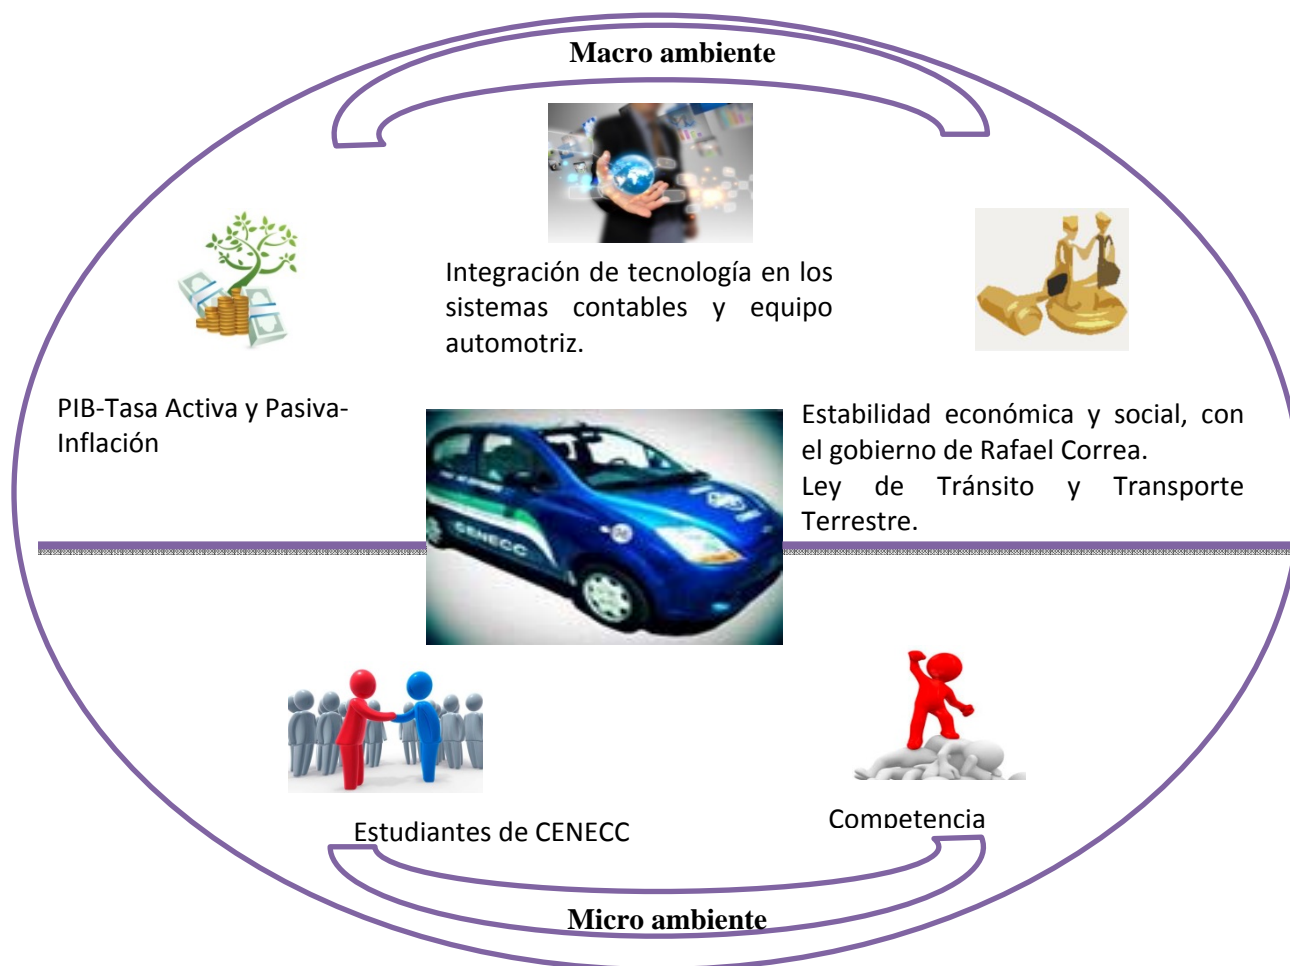 Macro ambiente
Integración de tecnología en los
sistemas contables y equipo
automotriz.
PIB-Tasa Activa y Pasiva-
Inflación
Estabilidad económica y social, con
el gobierno de Rafael Correa.
Ley de Tránsito y Transporte
Terrestre.
CENECC
Estudiantes de CENECC
Competencia
Micro ambiente